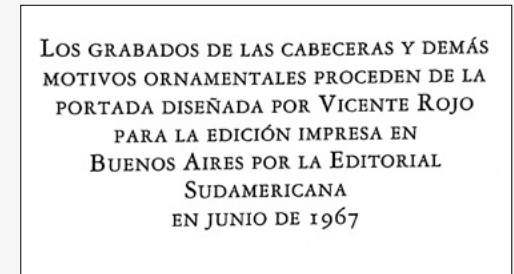 Los grabados de las cabeceras y demás
motivos ornamentales proceden de la
portada diseñada por Vicente Rojo
para la edición impresa en
Buenos Aires por la Editorial
Sudamericana
en junio de 1967